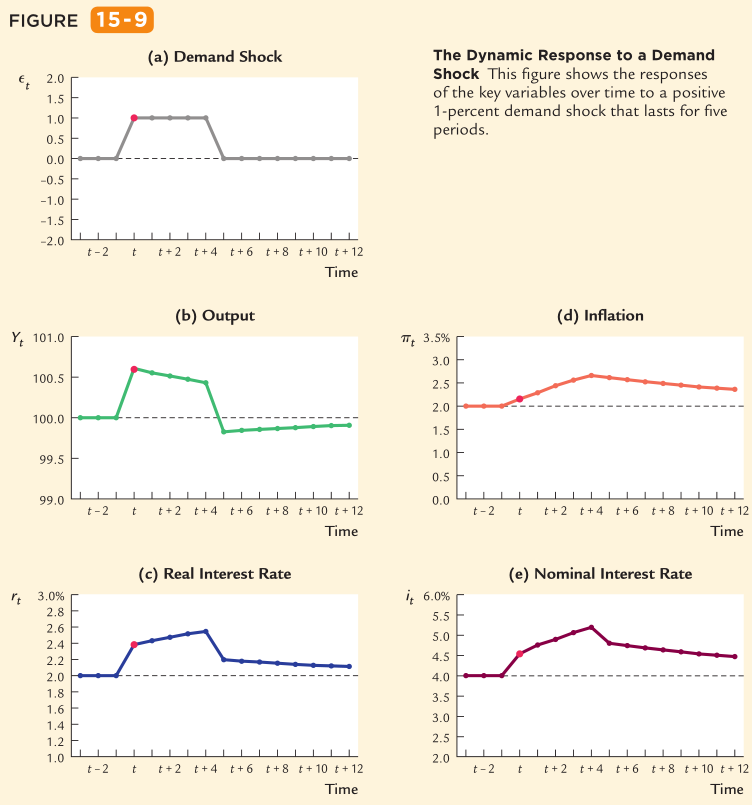 FIGURE 15-9
The Dynamic Response to a Demand
Shock This figure shows the responses
of the key variables over time to a positive
1-percent demand shock that lasts for five
periods.
(a) Demand Shock
ϵt
2.0
1.5
1.0
0.5
0.0
–0.5
–1.0
–1.5
–2.0
t – 2 t t + 2 t + 4 t + 6 t + 8 t + 10 t + 12
Time
(b) Output
Yt
101.0
100.5
100.0
99.5
99.0
t – 2 t t + 2 t + 4 t + 6 t + 8 t + 10 t + 12
Time
(d) Inflation
πt
3.5%
3.0
2.5
2.0
1.5
1.0
0.5
0.0
t – 2 t t + 2 t + 4 t + 6 t + 8 t + 10 t + 12
Time
(c) Real Interest Rate
rt
3.0%
2.8
2.6
2.4
2.2
2.0
1.8
1.6
1.4
1.2
1.0
t – 2 t t + 2 t + 4 t + 6 t + 8 t + 10 t + 12
Time
(e) Nominal Interest Rate
it
6.0%
5.5
5.0
4.5
4.0
3.5
3.0
2.5
2.0
t – 2 t t + 2 t + 4 t + 6 t + 8 t + 10 t + 12
Time